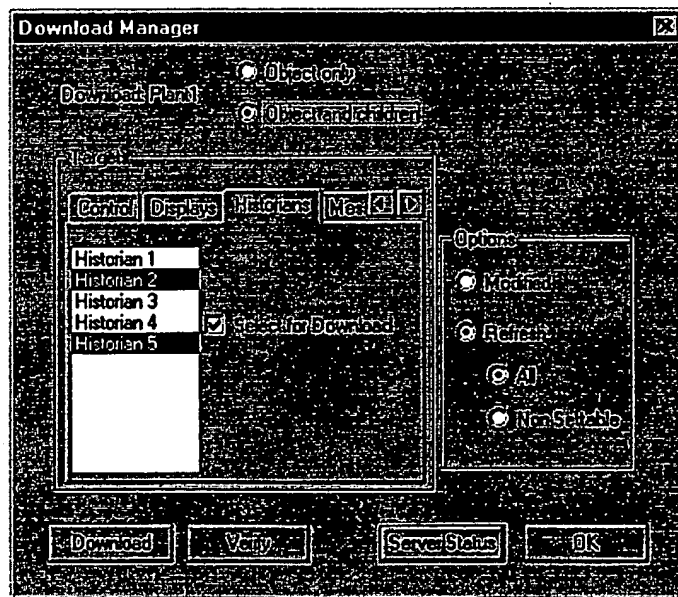 Download Manager
Object only
Download: Plant1
Object and children
Target
Control Displays Historians Mes
Historian 1
Historian 2
Historian 3
Historian 4
Historian 5
Select for Download
Options
Modified
Refresh
All
Non Settable
Download Verify Server Status OK